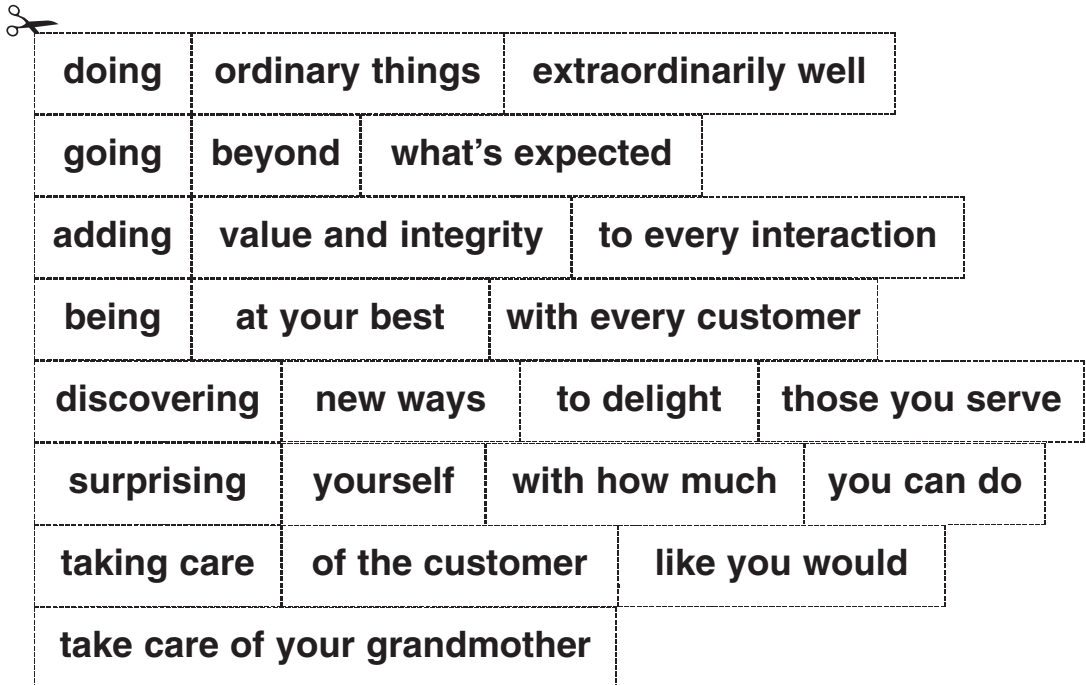 doing ordinary things extraordinarily well
going beyond what's expected
adding value and integrity to every interaction
being at your best with every customer
discovering new ways to delight those you serve
surprising yourself with how much you can do
taking care of the customer like you would
take care of your grandmother